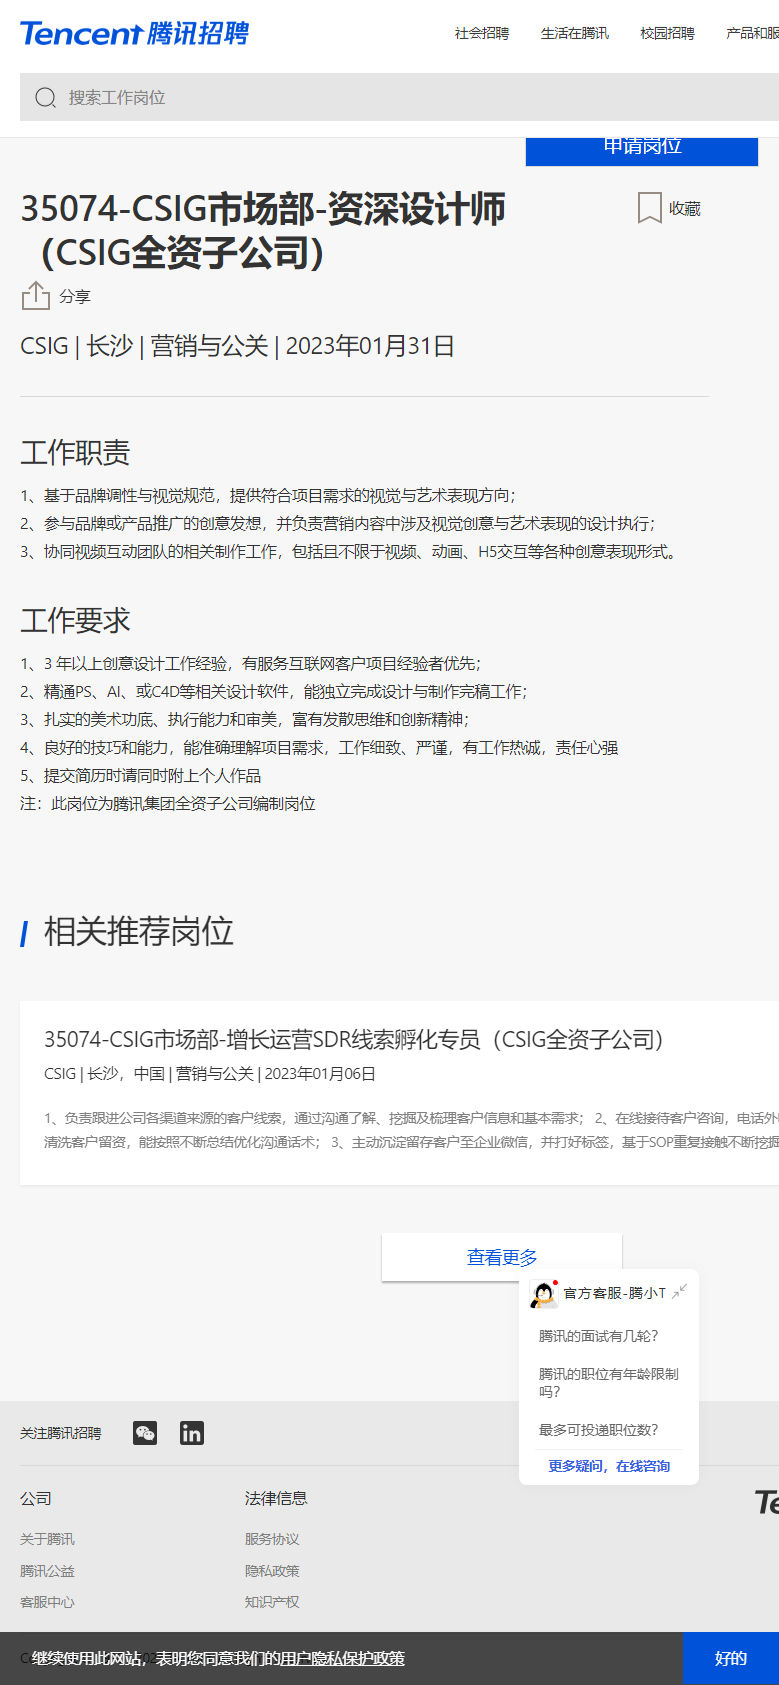 Tencent 腾讯招聘
社会招聘 生活在腾讯 校园招聘 产品和服
搜索工作岗位
申请岗位
35074-CSIG市场部-资深设计师
（CSIG全资子公司）
收藏
分享
CSIG | 长沙 | 营销与公关 | 2023年01月31日
工作职责
1、基于品牌调性与视觉规范，提供符合项目需求的视觉与艺术表现方向；
2、参与品牌或产品推广的创意发想，并负责营销内容中涉及视觉创意与艺术表现的设计执行；
3、协同视频互动团队的相关制作工作，包括且不限于视频、动画、H5交互等各种创意表现形式。
工作要求
1、3 年以上创意设计工作经验，有服务互联网客户项目经验者优先；
2、精通PS、AI、或C4D等相关设计软件，能独立完成设计与制作完稿工作；
3、扎实的美术功底、执行能力和审美，富有发散思维和创新精神；
4、良好的技巧和能力，能准确理解项目需求，工作细致、严谨，有工作热诚，责任心强
5、提交简历时请同时附上个人作品
注：此岗位为腾讯集团全资子公司编制岗位
相关推荐岗位
35074-CSIG市场部-增长运营SDR线索孵化专员（CSIG全资子公司）
CSIG | 长沙，中国 | 营销与公关 | 2023年01月06日
1、负责跟进公司各渠道来源的客户线索，通过沟通了解、挖掘及梳理客户信息和基本需求； 2、在线接待客户咨询，电话外
清洗客户留资，能按照不断总结优化沟通话术； 3、主动沉淀留存客户至企业微信，并打好标签，基于SOP重复接触不断挖掘
查看更多
官方客服-腾小T
腾讯的面试有几轮？
腾讯的职位有年龄限制
吗？
最多可投递职位数？
更多疑问，在线咨询
关注腾讯招聘
公司 法律信息
关于腾讯 服务协议
腾讯公益 隐私政策
客服中心 知识产权
继续使用此网站，表明您同意我们的用户隐私保护政策 好的